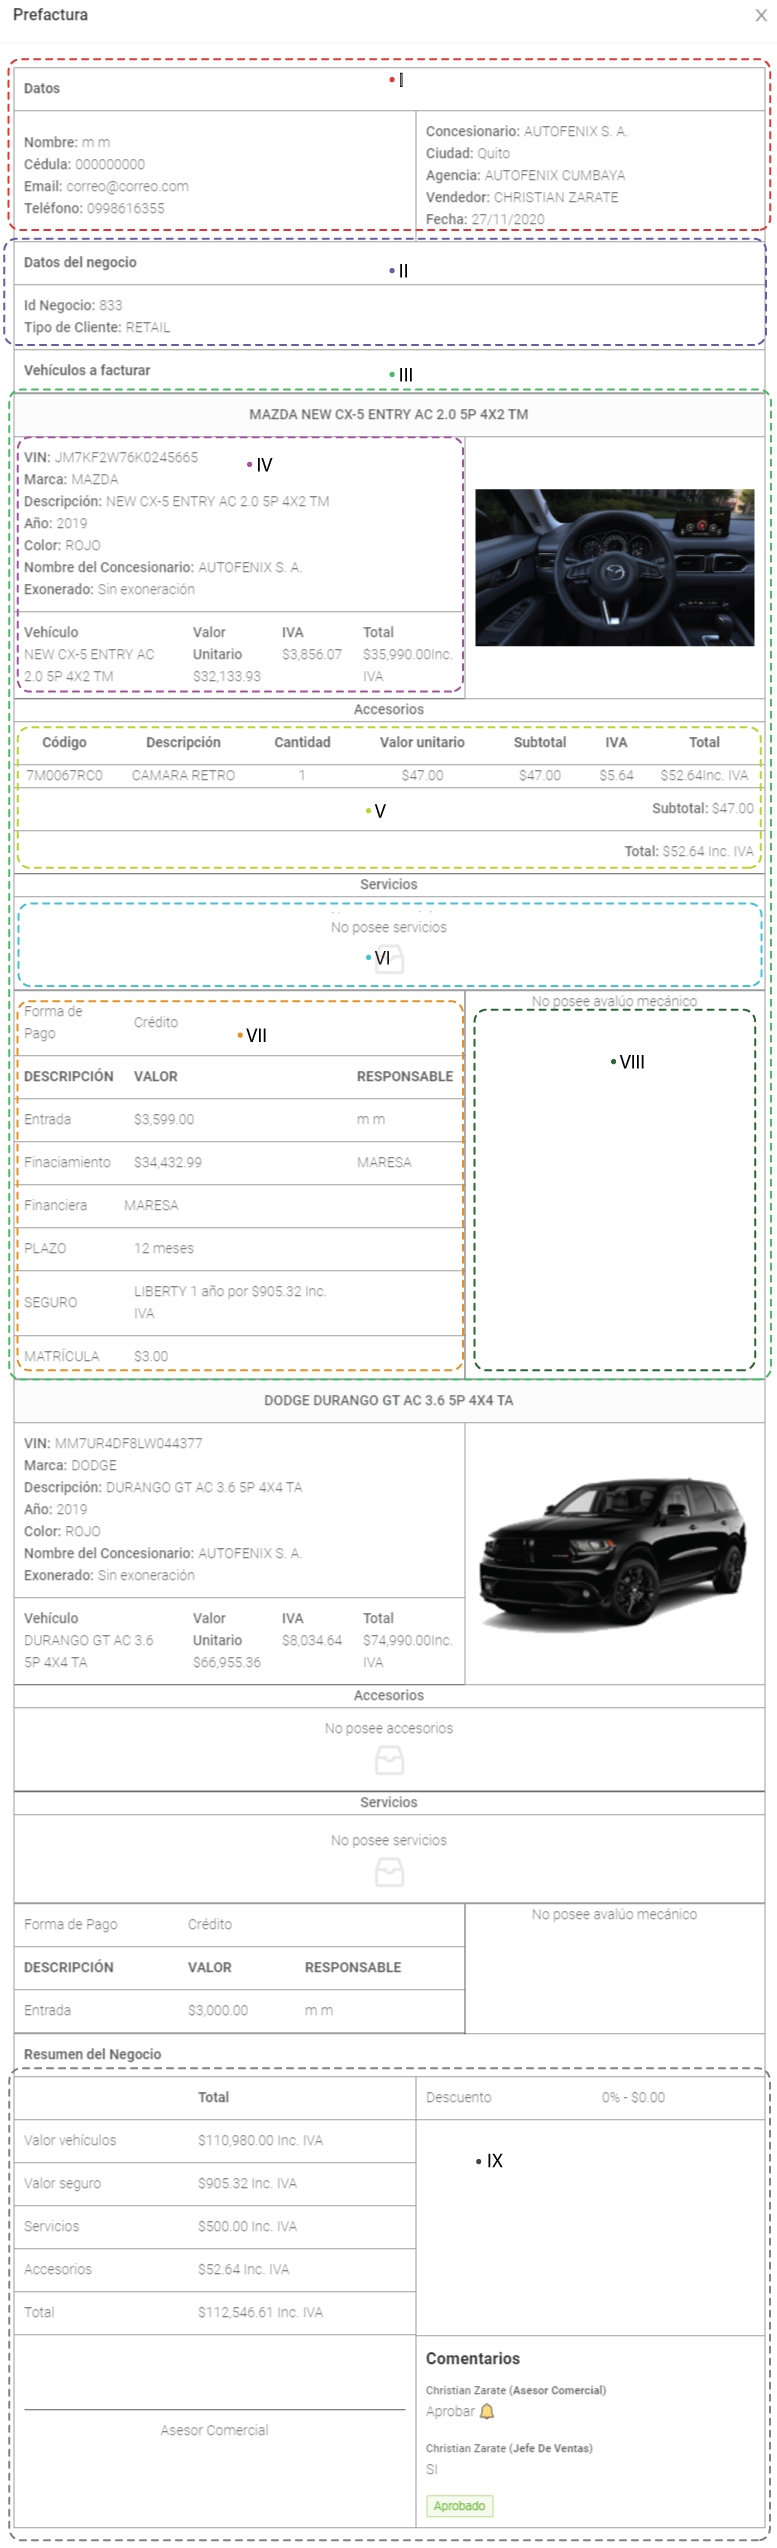 Prefactura X
Datos
I
Nombre: m m
Cédula: 000000000
Email: correo@correo.com
Teléfono: 0998616355
Concesionario: AUTOFENIX S. A.
Ciudad: Quito
Agencia: AUTOFENIX CUMBAYA
Vendedor: CHRISTIAN ZARATE
Fecha: 27/11/2020
Datos del negocio
II
Id Negocio: 833
Tipo de Cliente: RETAIL
Vehículos a facturar
III
MAZDA NEW CX-5 ENTRY AC 2.0 5P 4X2 TM
VIN: JM7KF2W76K0245665
IV
Marca: MAZDA
Descripción: NEW CX-5 ENTRY AC 2.0 5P 4X2 TM
Año: 2019
Color: ROJO
Nombre del Concesionario: AUTOFENIX S. A.
Exonerado: Sin exoneración
Vehículo Valor IVA Total
NEW CX-5 ENTRY AC Unitario $3,856.07 $35,990.00Inc.
2.0 5P 4X2 TM $32,133.93 IVA
Accesorios
Código Descripción Cantidad Valor unitario Subtotal IVA Total
7M0067RC0 CAMARA RETRO 1 $47.00 $47.00 $5.64 $52.64Inc. IVA
Subtotal: $47.00
V
Total: $52.64 Inc. IVA
Servicios
No posee servicios
VI
Forma de
Pago
Crédito
VII
DESCRIPCIÓN VALOR RESPONSABLE
Entrada $3,599.00 m m
Finaciamiento $34,432.99 MARESA
Financiera MARESA
PLAZO 12 meses
SEGURO LIBERTY 1 año por $905.32 Inc.
IVA
MATRÍCULA $3.00
No posee avalúo mecánico
VIII
DODGE DURANGO GT AC 3.6 5P 4X4 TA
VIN: MM7UR4DF8LW044377
Marca: DODGE
Descripción: DURANGO GT AC 3.6 5P 4X4 TA
Año: 2019
Color: ROJO
Nombre del Concesionario: AUTOFENIX S. A.
Exonerado: Sin exoneración
Vehículo Valor IVA Total
DURANGO GT AC 3.6 Unitario $8,034.64 $74,990.00Inc.
5P 4X4 TA $66,955.36 IVA
Accesorios
No posee accesorios
Servicios
No posee servicios
Forma de Pago Crédito
DESCRIPCIÓN VALOR RESPONSABLE
Entrada $3,000.00 m m
No posee avalúo mecánico
Resumen del Negocio
Total
Valor vehículos $110,980.00 Inc. IVA
Valor seguro $905.32 Inc. IVA
Servicios $500.00 Inc. IVA
Accesorios $52.64 Inc. IVA
Total $112,546.61 Inc. IVA
Asesor Comercial
Descuento 0% - $0.00
IX
Comentarios
Christian Zarate (Asesor Comercial)
Aprobar
Christian Zarate (Jefe De Ventas)
SI
Aprobado